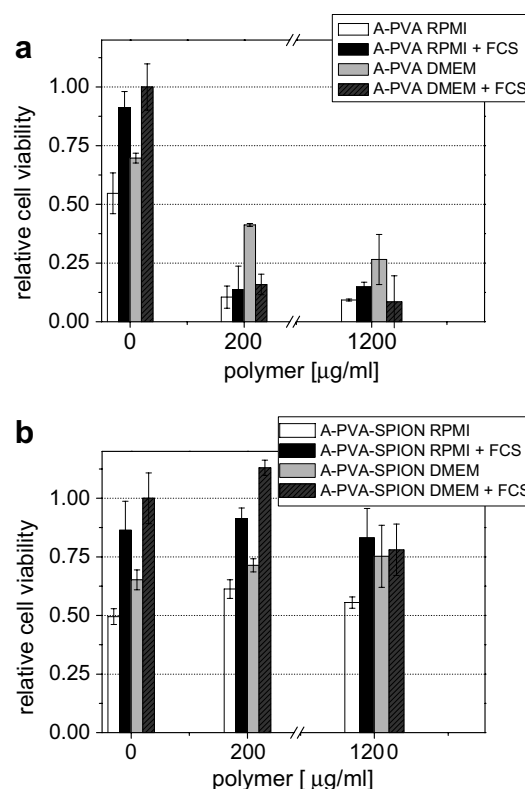 a
A-PVA RPMI
A-PVA RPMI + FCS
A-PVA DMEM
A-PVA DMEM + FCS
1.00
0.75
0.50
0.25
0.00
relative cell viability
0 200 1200
polymer [μg/ml]
b
A-PVA-SPION RPMI
A-PVA-SPION RPMI + FCS
A-PVA-SPION DMEM
A-PVA-SPION DMEM + FCS
1.00
0.75
0.50
0.25
0.00
relative cell viability
0 200 1200
polymer [ μg/ml]